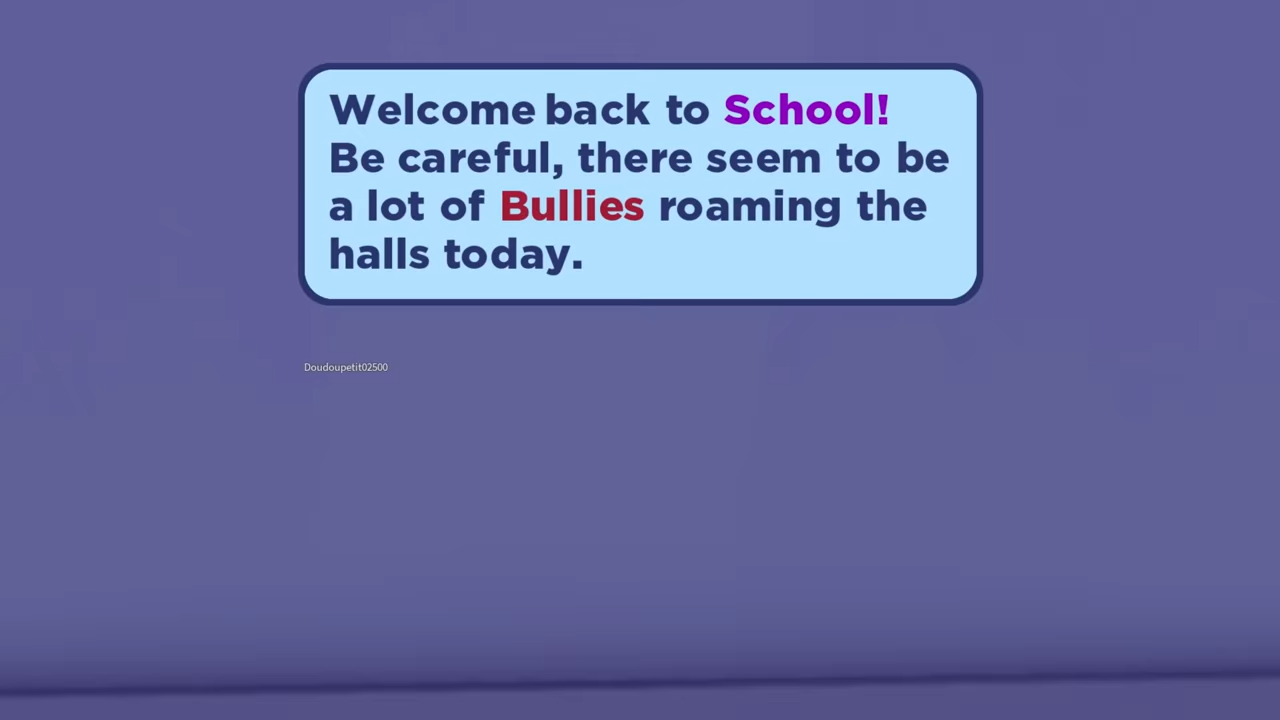 Welcome back to School!
Be careful, there seem to be
a lot of Bullies roaming the
halls today.
Doudoupetit02500